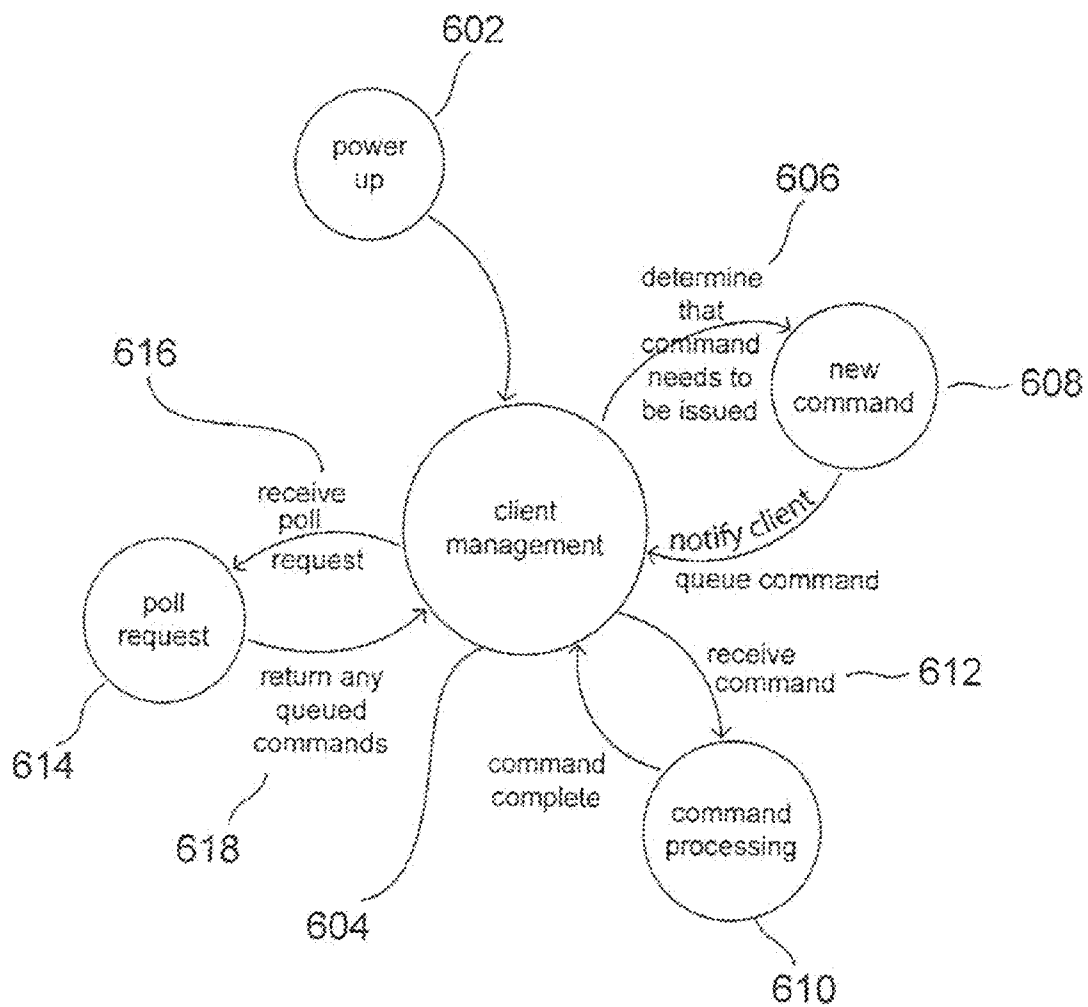 602
power
up
606
determine
that
command
needs to
be issued
new
command
608
616
receive
poll
request
client
management
notify client
queue command
poll
request
614
return any
queued
commands
618
receive
command
612
command
complete
604
command
processing
610